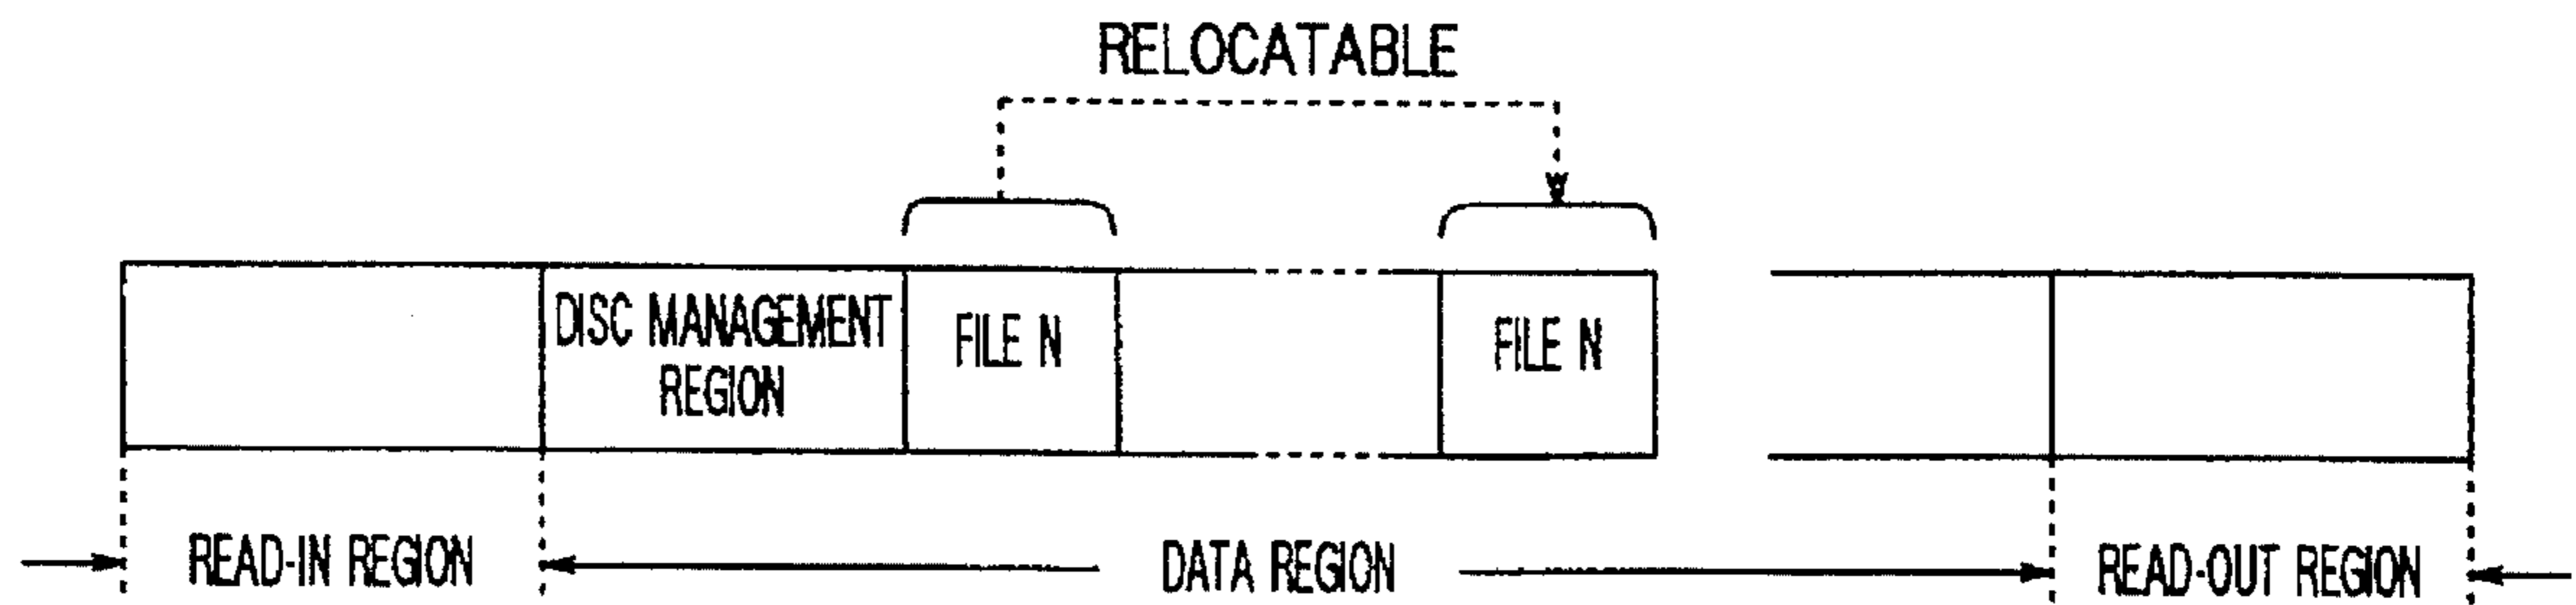 RELOCATABLE
DISC MANAGEMENT
REGION
FILE N
FILE N
READ-IN REGION
DATA REGION
READ-OUT REGION